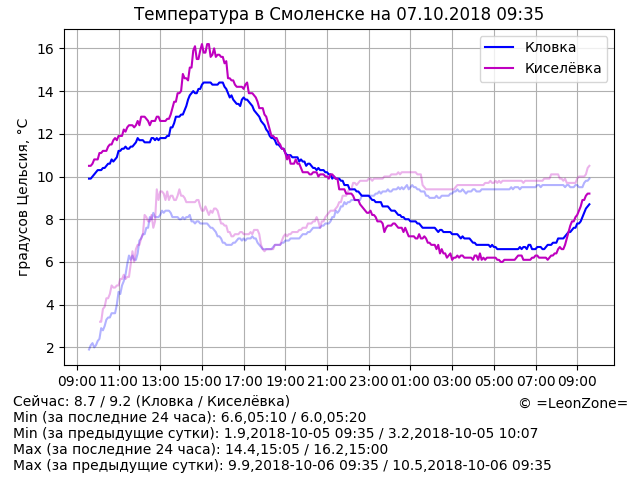 Температура в Смоленске на 07.10.2018 09:35
Кловка
Киселёвка
градусов Цельсия, °C
16
14
12
10
8
6
4
2
09:00 11:00 13:00 15:00 17:00 19:00 21:00 23:00 01:00 03:00 05:00 07:00 09:00
Сейчас: 8.7 / 9.2 (Кловка / Киселёвка)
© =LeonZone=
Min (за последние 24 часа): 6.6,05:10 / 6.0,05:20
Min (за предыдущие сутки): 1.9,2018-10-05 09:35 / 3.2,2018-10-05 10:07
Max (за последние 24 часа): 14.4,15:05 / 16.2,15:00
Max (за предыдущие сутки): 9.9,2018-10-06 09:35 / 10.5,2018-10-06 09:35